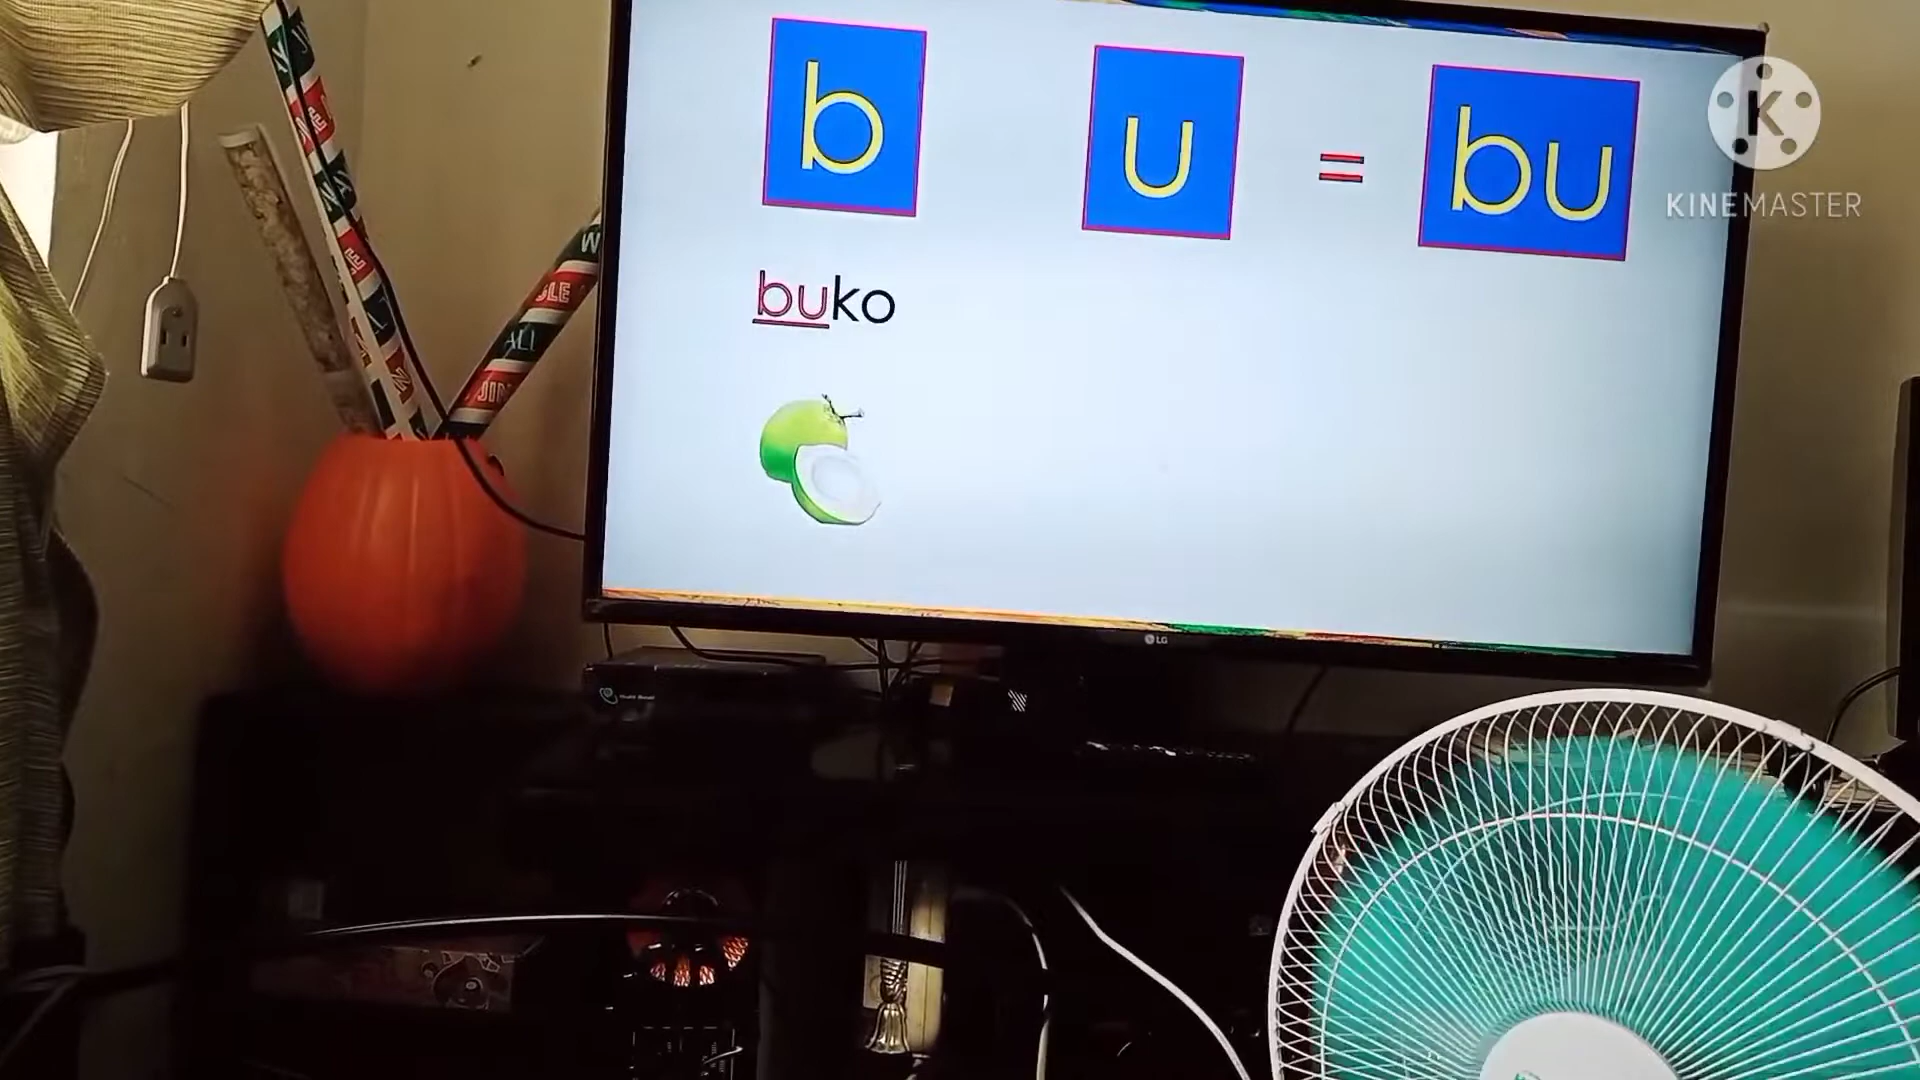 b u = bu
K
KINEMASTER
buko
LG